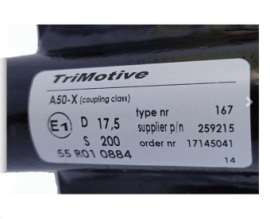 TriMotive
A50-X (coupling class)
type nr 167
E1 D 17,5 supplier p/n 259215
S 200 order nr 17145041
55 R01 0884
14